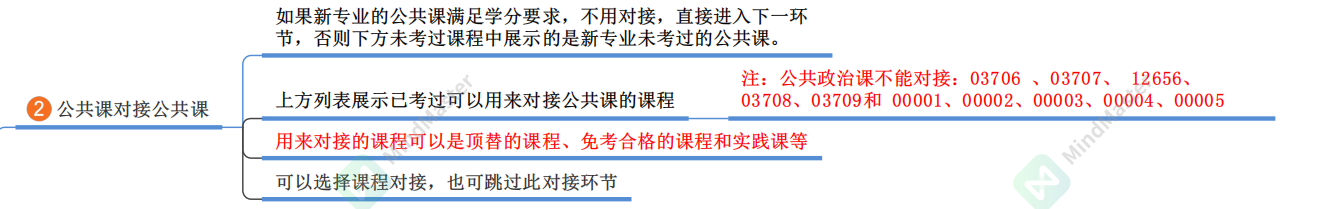 如果新专业的公共课满足学分要求，不用对接，直接进入下一环
节，否则下方未考过课程中展示的是新专业未考过的公共课。
2 公共课对接公共课
上方列表展示已考过可以用来对接公共课的课程
注：公共政治课不能对接：03706 、03707、 12656、
03708、03709和 00001、00002、00003、00004、00005
用来对接的课程可以是顶替的课程、免考合格的课程和实践课等
可以选择课程对接，也可跳过此对接环节
MindMaster
MindMaster